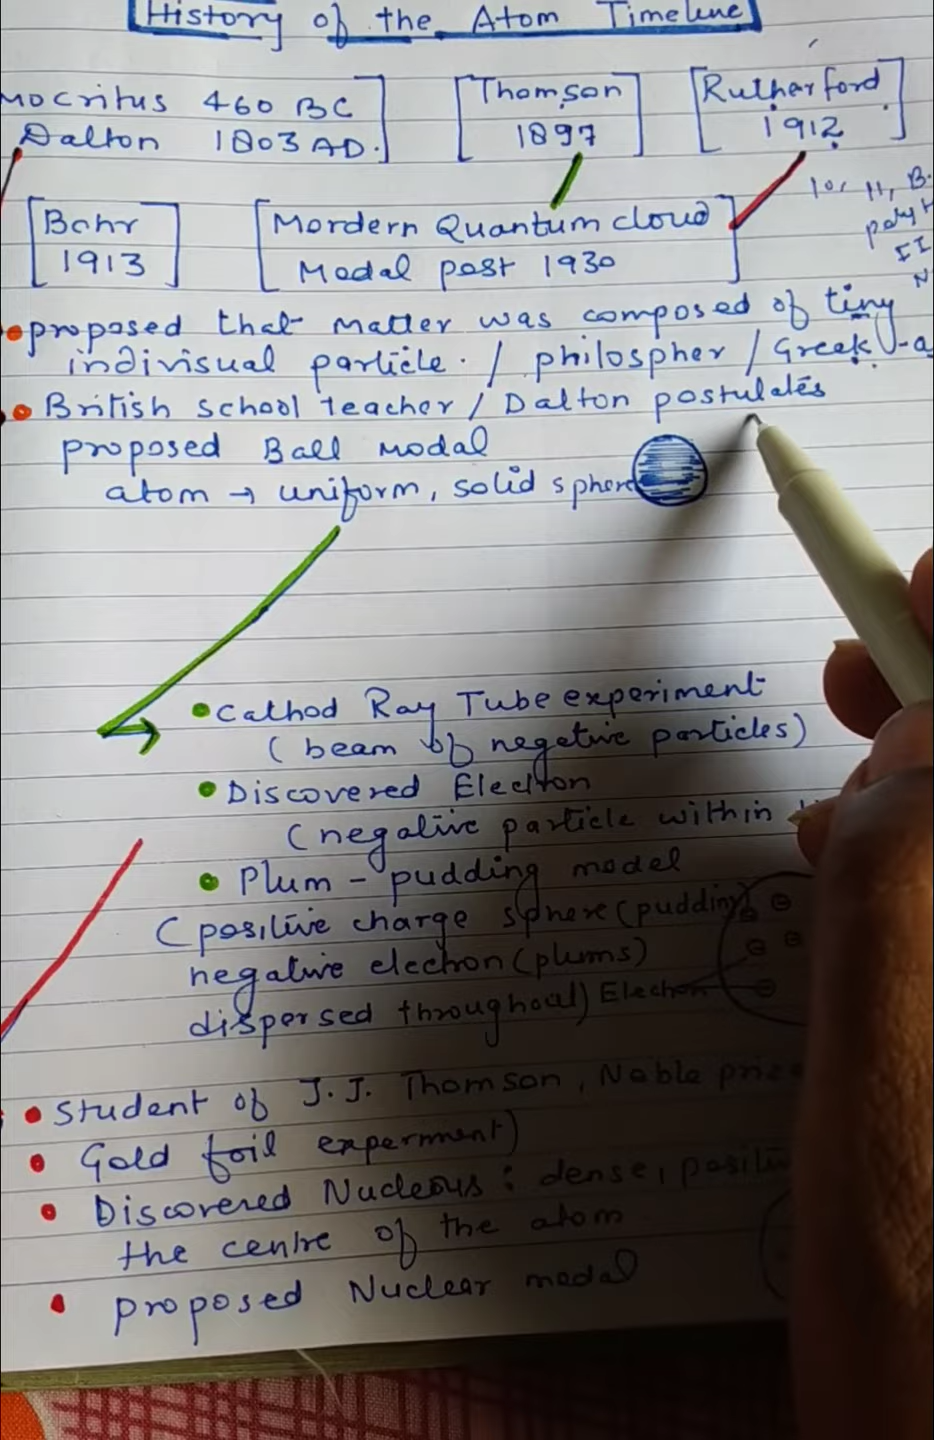 History of the Atom Timeline
mocritus 460 BC
Dalton 1803 AD.
Thomson
1897
Rutherford
1912
Bohr
1913
Mordern Quantum cloud
Modal post 1930
10, 11, B.
proposed that matter was composed of tiny
indivisual particle. / philospher / Greek
British school teacher / Dalton postulates
proposed Ball modal
atom → uniform, solid sphere
Cathod Ray Tube experiment
(beam of negative particles)
Discovered Electron
(negative particle within
Plum - pudding model
(positive charge sphere (pudding)
negative electron (plums)
dispersed throughout) Electron
Student of J.J. Thomson, Noble
Gold foil experment)
Discovered Nucleous : dense,
the centre of the atom
proposed Nuclear modal